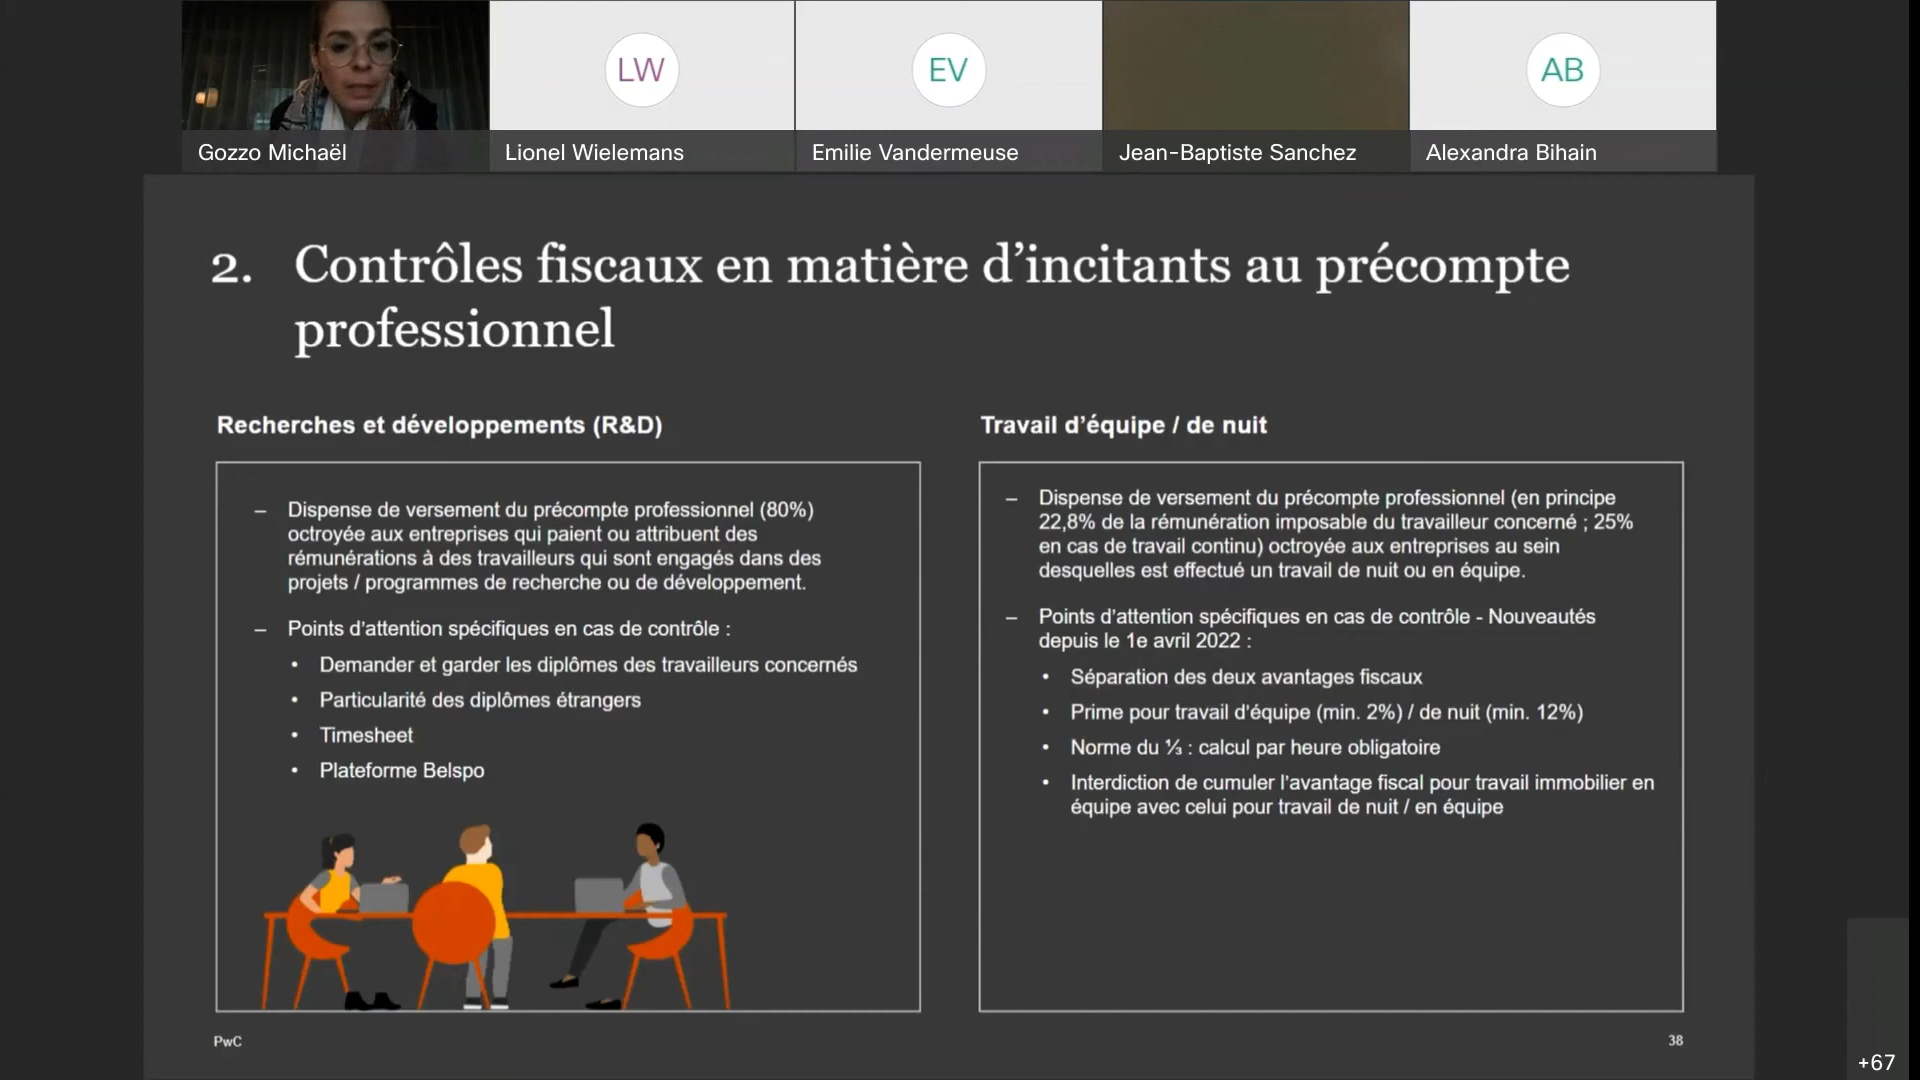 LW
EV
AB
Gozzo Michaël
Lionel Wielemans
Emilie Vandermeuse
Jean-Baptiste Sanchez
Alexandra Bihain
2. Contrôles fiscaux en matière d’incitants au précompte
professionnel
Recherches et développements (R&D)
– Dispense de versement du précompte professionnel (80%)
octroyée aux entreprises qui paient ou attribuent des
rémunérations à des travailleurs qui sont engagés dans des
projets / programmes de recherche ou de développement.
– Points d’attention spécifiques en cas de contrôle :
• Demander et garder les diplômes des travailleurs concernés
• Particularité des diplômes étrangers
• Timesheet
• Plateforme Belspo
Travail d’équipe / de nuit
– Dispense de versement du précompte professionnel (en principe
22,8% de la rémunération imposable du travailleur concerné ; 25%
en cas de travail continu) octroyée aux entreprises au sein
desquelles est effectué un travail de nuit ou en équipe.
– Points d’attention spécifiques en cas de contrôle - Nouveautés
depuis le 1e avril 2022 :
• Séparation des deux avantages fiscaux
• Prime pour travail d’équipe (min. 2%) / de nuit (min. 12%)
• Norme du ⅓ : calcul par heure obligatoire
• Interdiction de cumuler l’avantage fiscal pour travail immobilier en
équipe avec celui pour travail de nuit / en équipe
PwC
38
+67